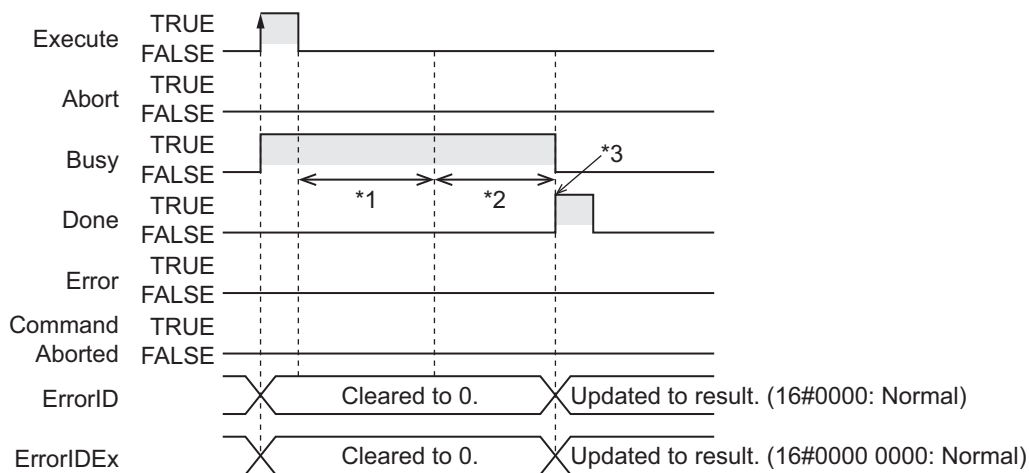 Execute TRUE
FALSE
Abort TRUE
FALSE
Busy TRUE
FALSE
*3
*1 *2
Done TRUE
FALSE
Error TRUE
FALSE
Command TRUE
Aborted FALSE
ErrorID Cleared to 0. Updated to result. (16#0000: Normal)
ErrorIDEx Cleared to 0. Updated to result. (16#0000 0000: Normal)